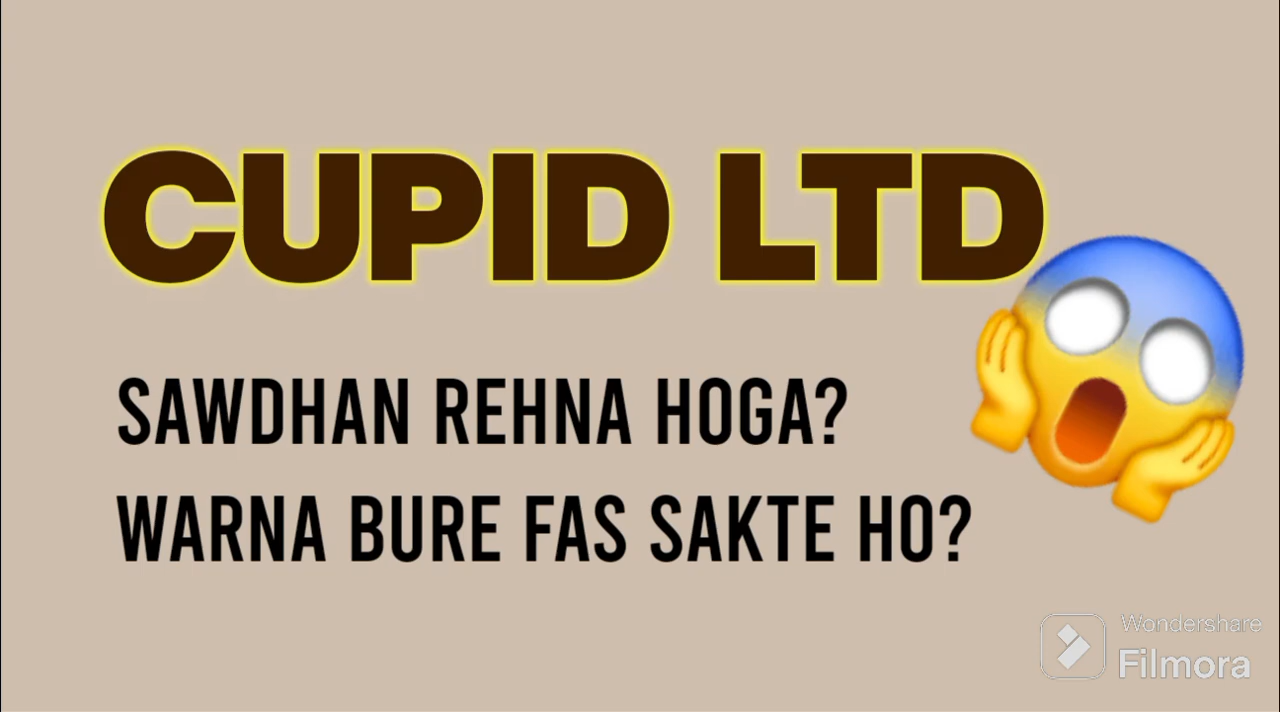 CUPID LTD
SAWDHAN REHNA HOGA?
WARNA BURE FAS SAKTE HO?
Wondershare
Filmora